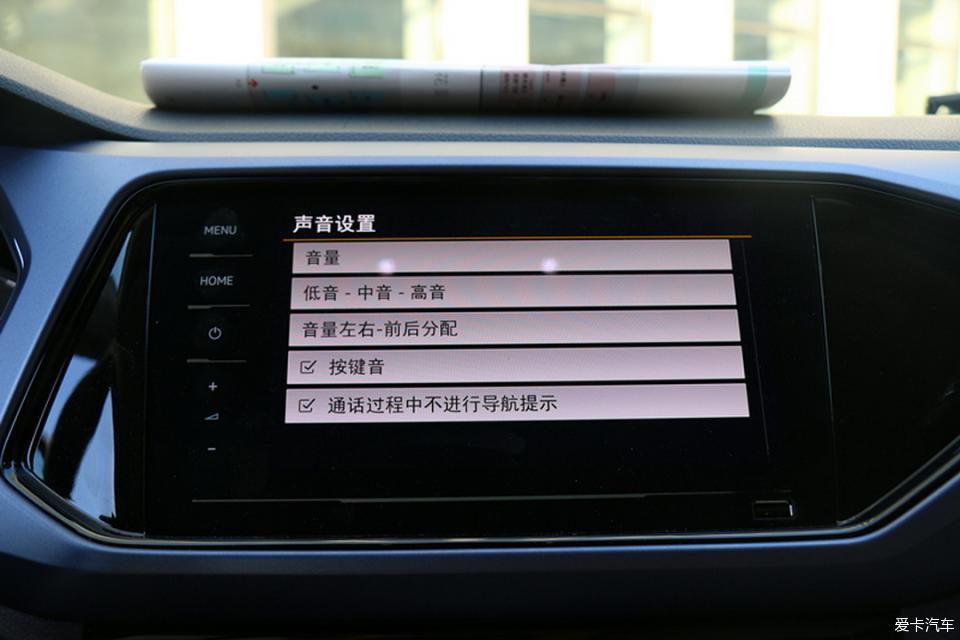 声音设置
MENU
音量
HOME
低音 - 中音 - 高音
音量左右-前后分配
按键音
+
通话过程中不进行导航提示
-
爱卡汽车